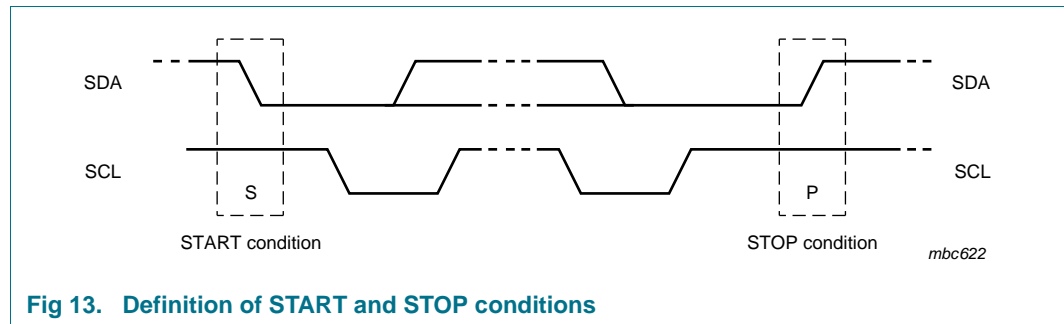 SDA
SDA
SCL
SCL
S
P
START condition
STOP condition
mbc622
Fig 13. Definition of START and STOP conditions